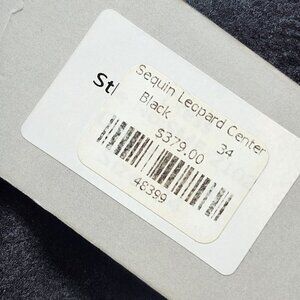 Sequin Leopard Center
Black 34
$379.00
48399
St